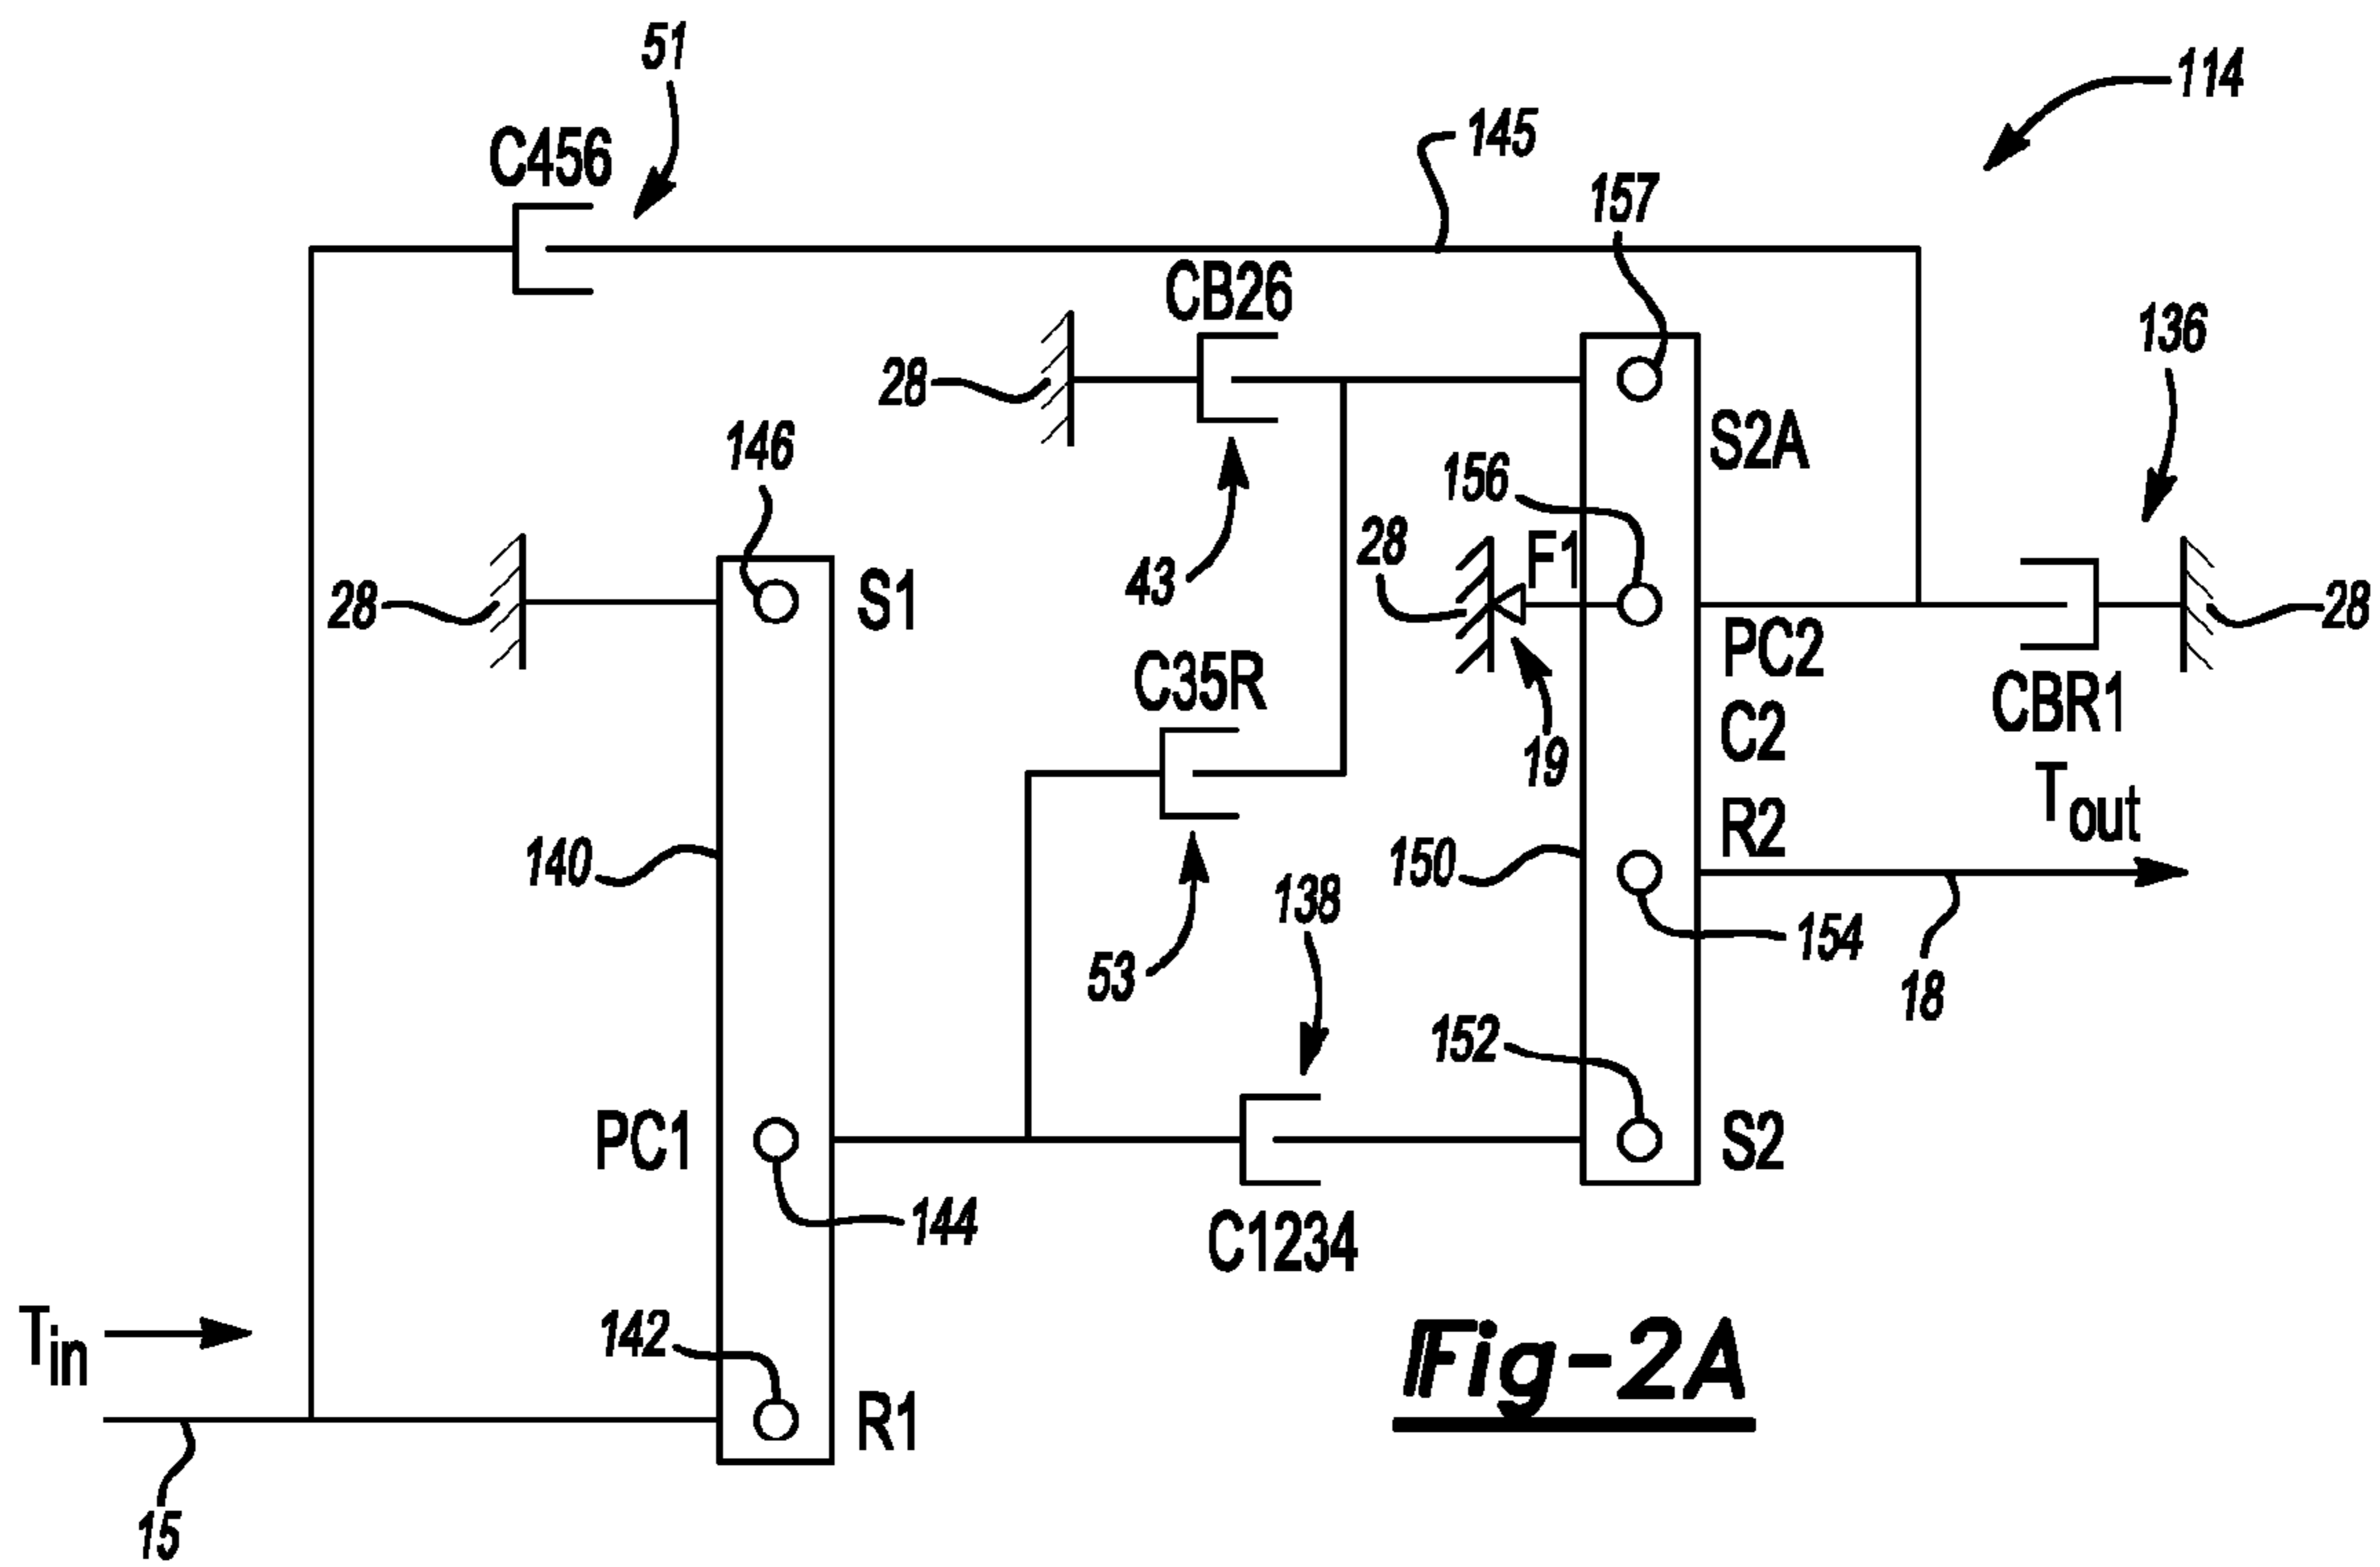 51
114
C456
145
157
CB26
136
28
146
S2A
156
28
F1
43
28
S1
28
PC2
C35R
CBR1
C2
19
Tout
R2
140
150
138
154
53
18
152
PC1
S2
144
C1234
Tin
142
Fig-2A
R1
15